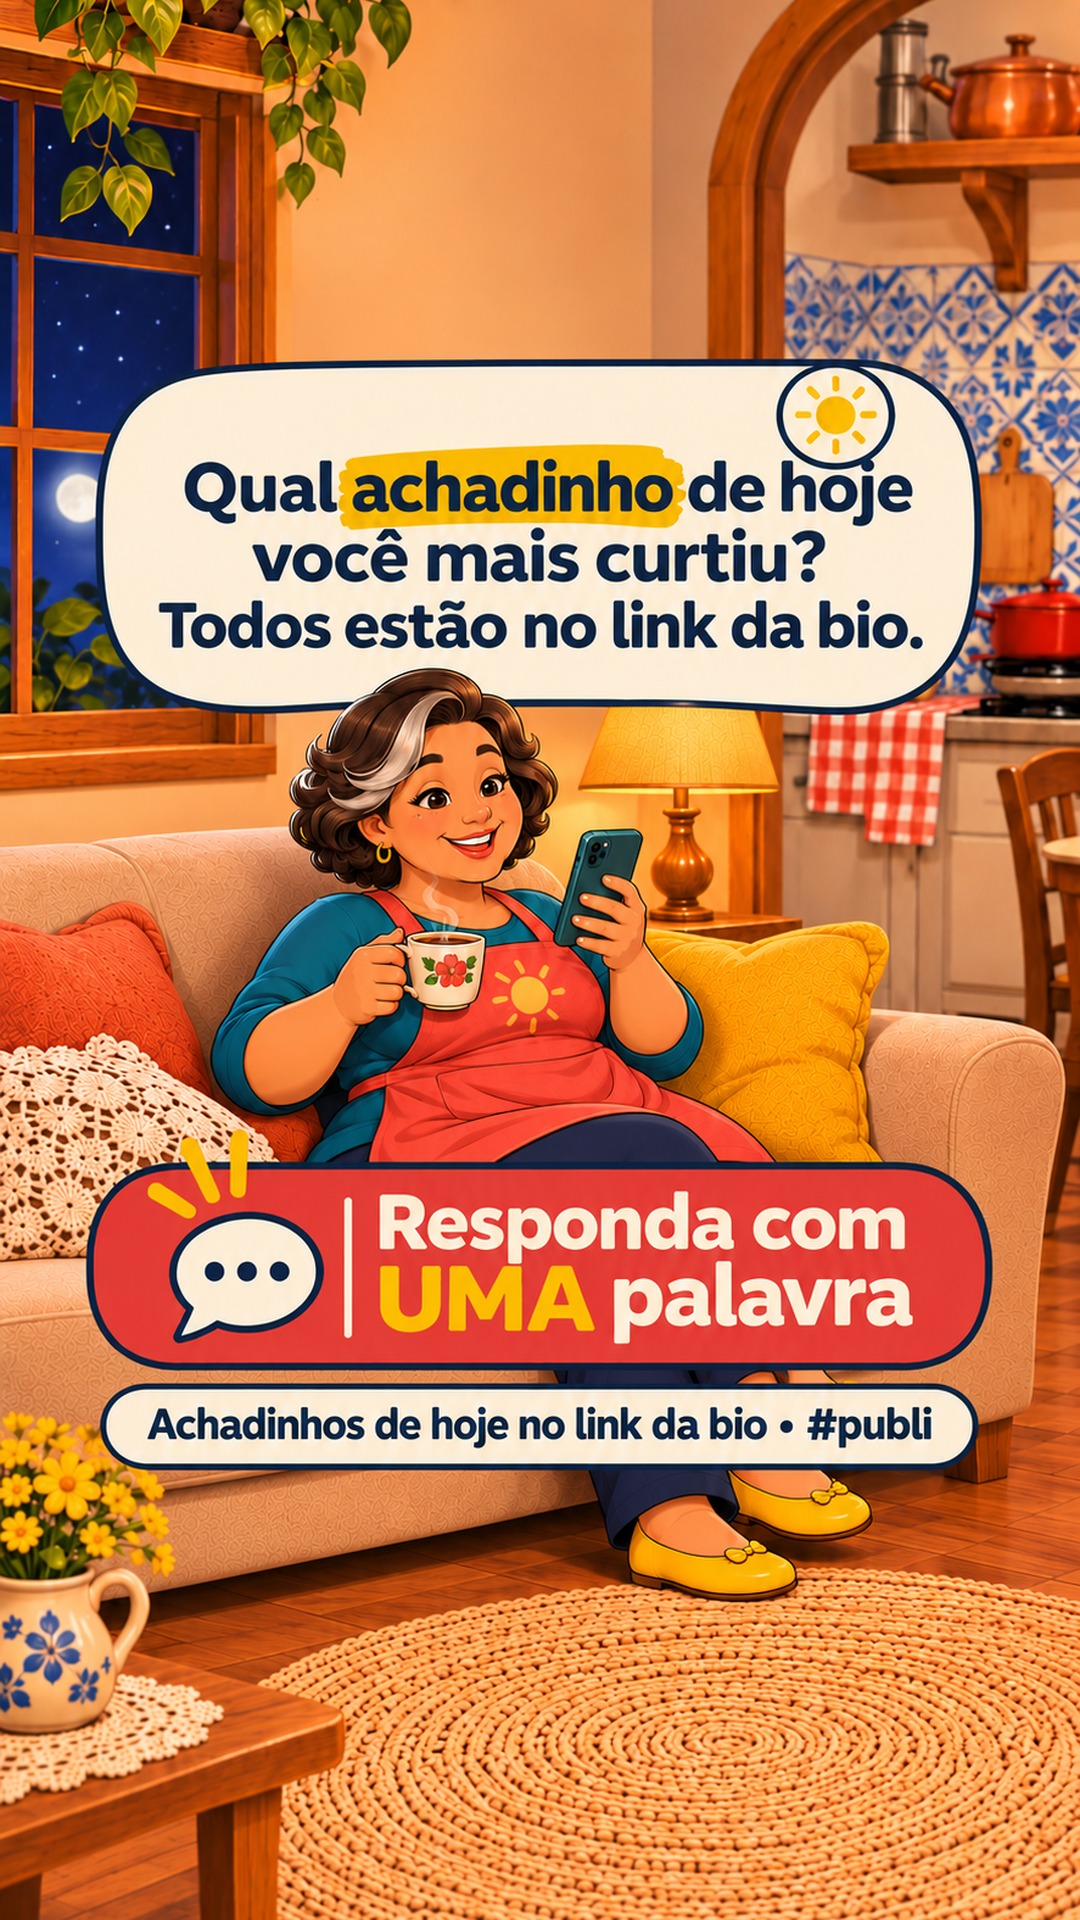 Qual achadinho de hoje
você mais curtiu?
Todos estão no link da bio.
Responda com
UMA palavra
Achadinhos de hoje no link da bio • #publi